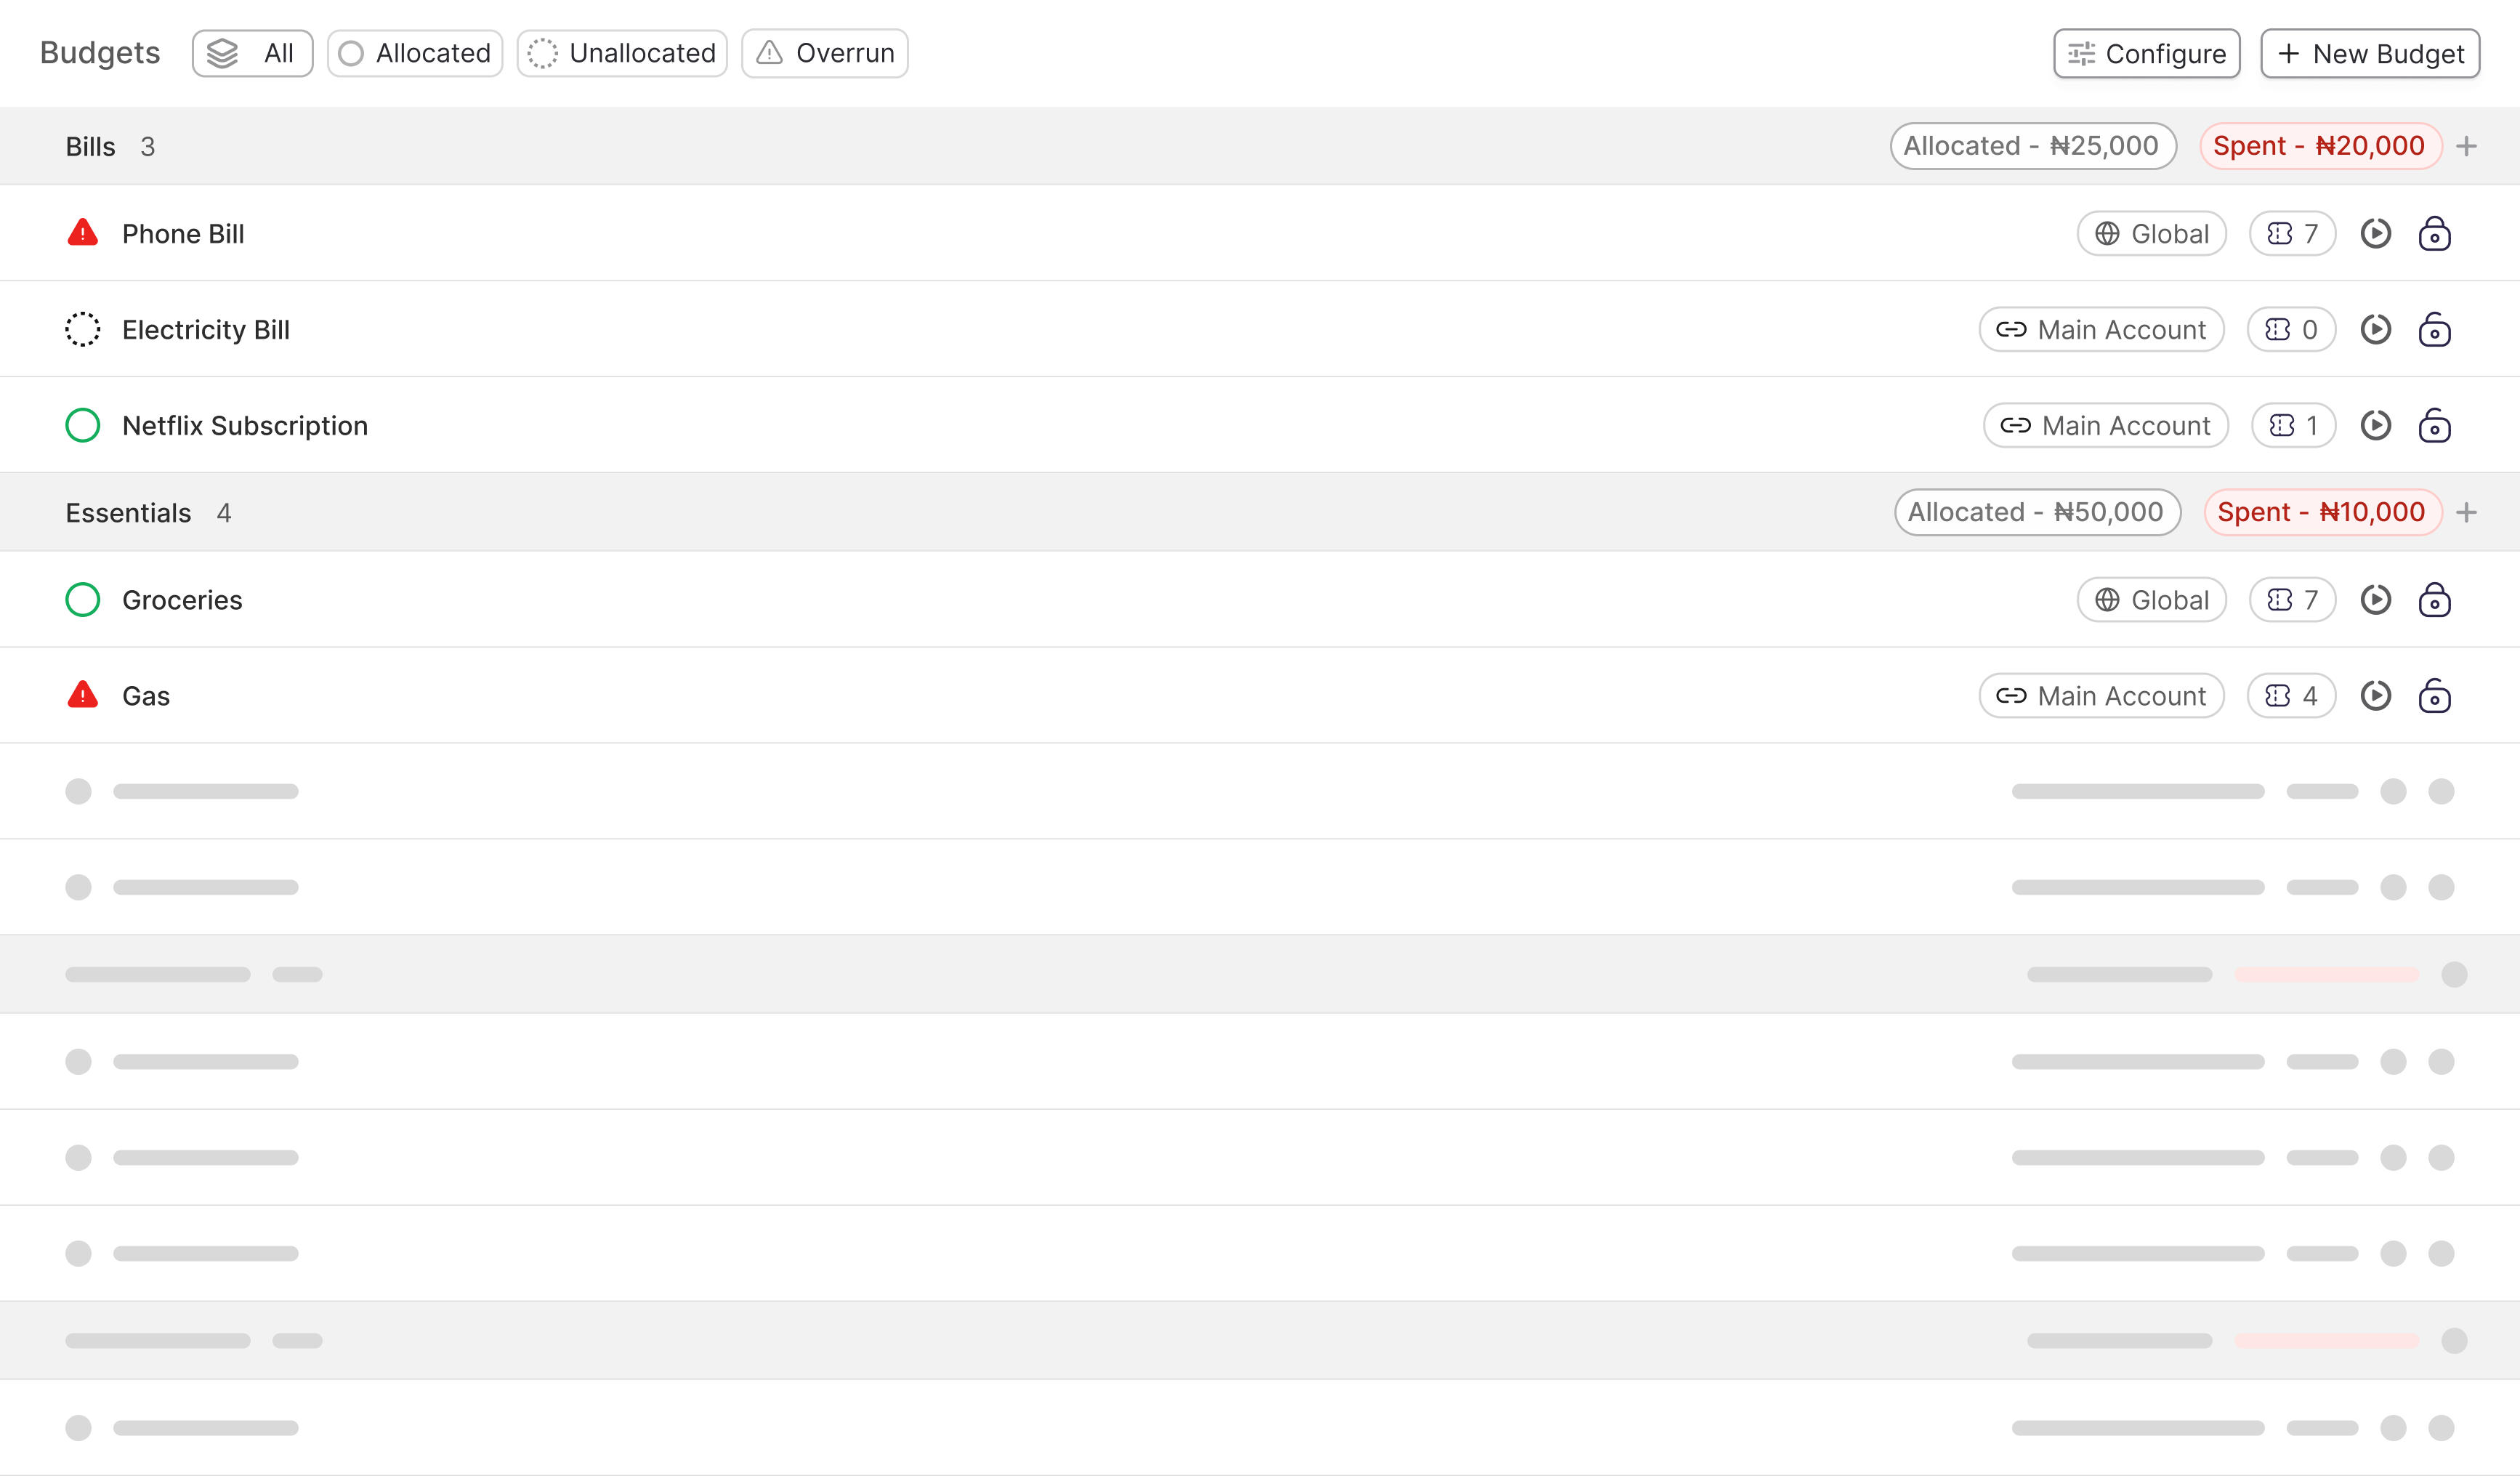 Budgets All Allocated Unallocated Overrun Configure New Budget
Bills 3 Allocated - ₦25,000 Spent - ₦20,000
Phone Bill Global 7
Electricity Bill Main Account 0
Netflix Subscription Main Account 1
Essentials 4 Allocated - ₦50,000 Spent - ₦10,000
Groceries Global 7
Gas Main Account 4